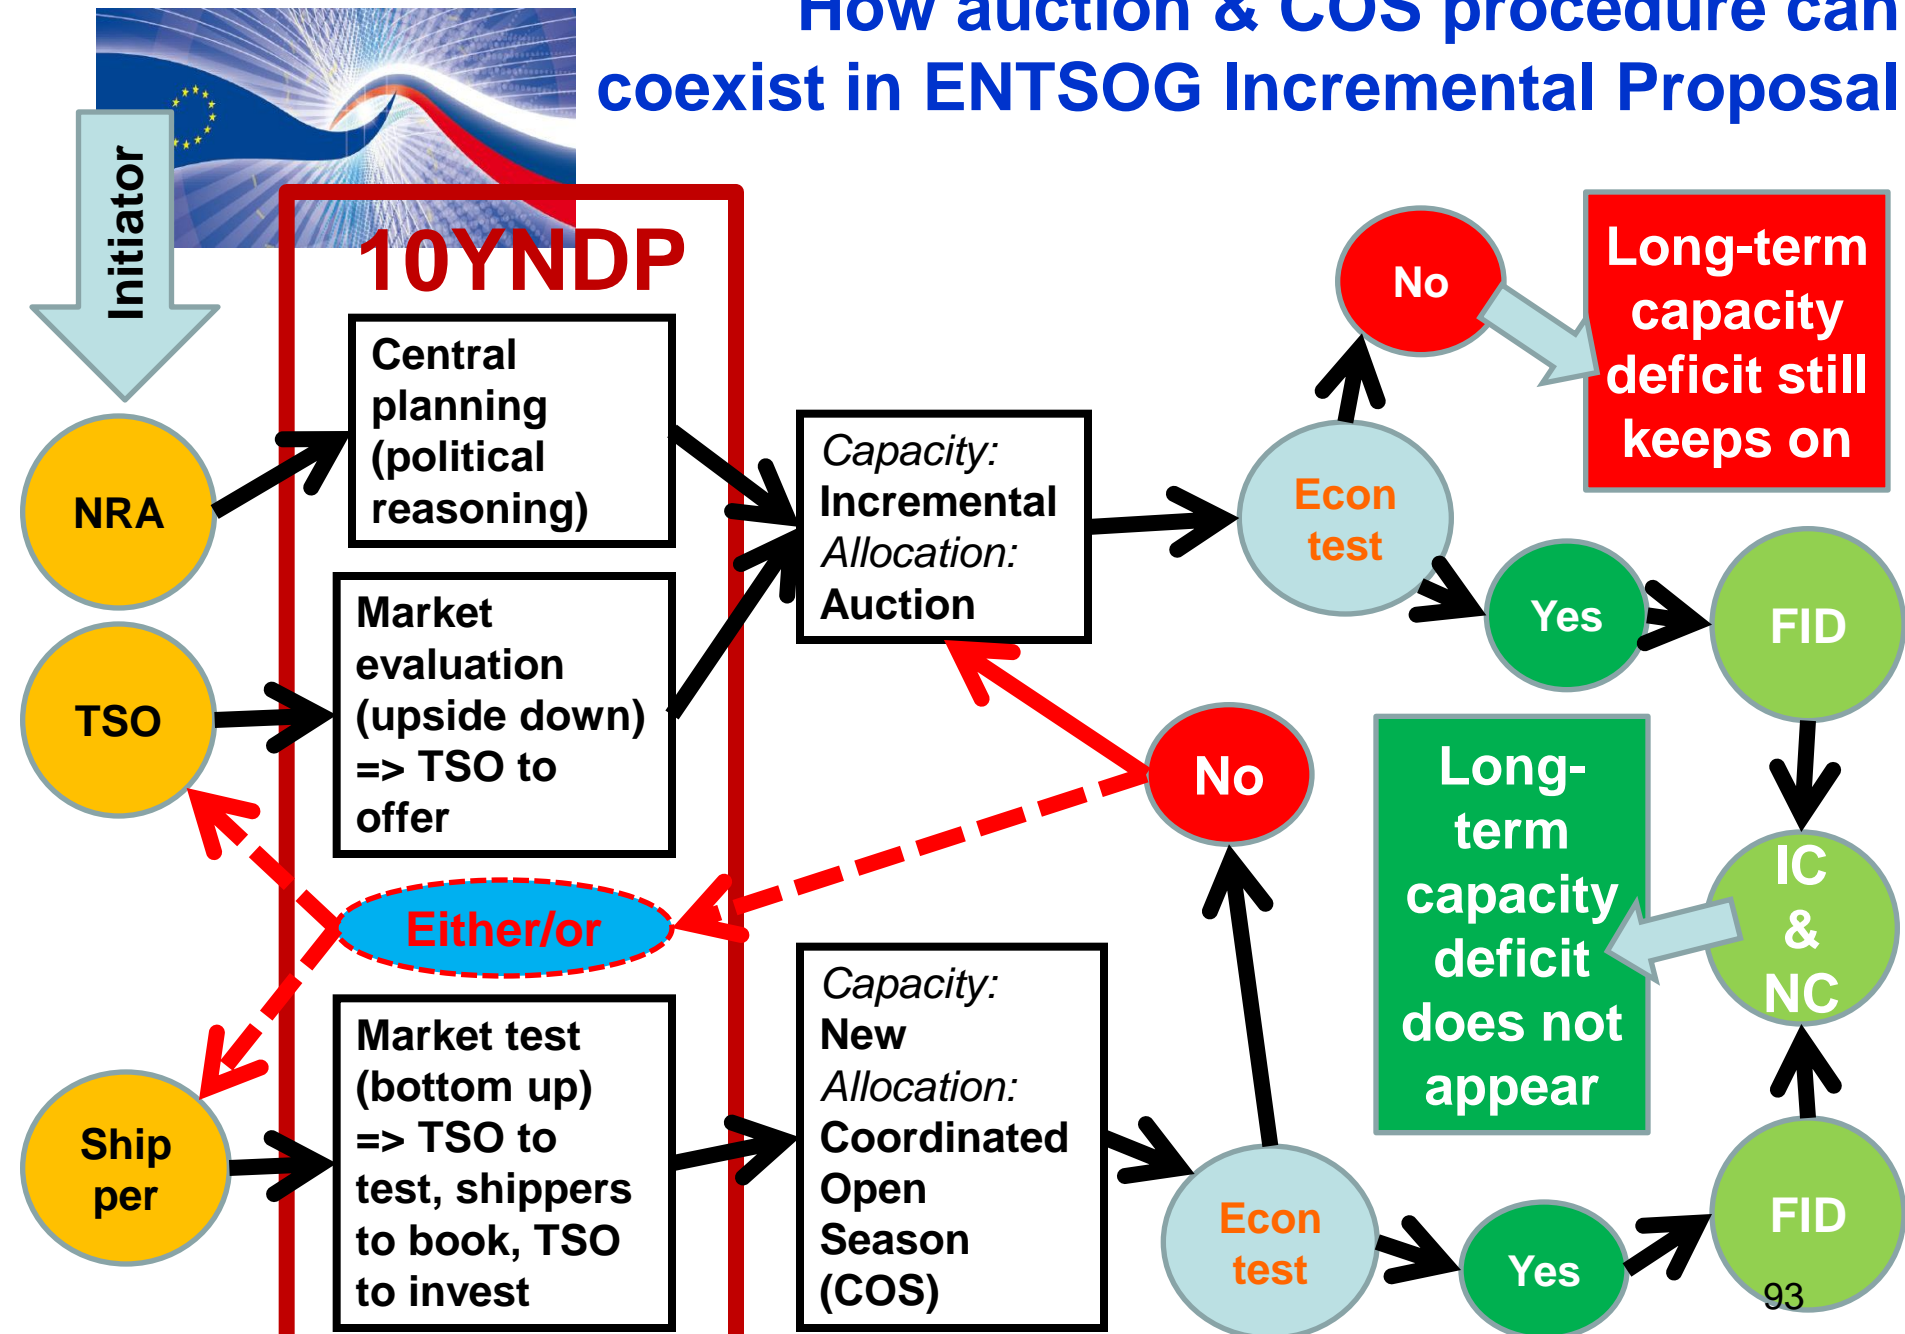 How auction & COS procedure can
coexist in ENTSOG Incremental Proposal
Initiator
10YNDP
NRA
Central
planning
(political
reasoning)
TSO
Market
evaluation
(upside down)
=> TSO to
offer
Either/or
Ship
per
Market test
(bottom up)
=> TSO to
test, shippers
to book, TSO
to invest
Capacity:
Incremental
Allocation:
Auction
Capacity:
New
Allocation:
Coordinated
Open
Season
(COS)
Econ
test
No
Long-term
capacity
deficit still
keeps on
Yes
FID
No
Long-
term
capacity
deficit
does not
appear
IC
&
NC
Econ
test
Yes
FID
93